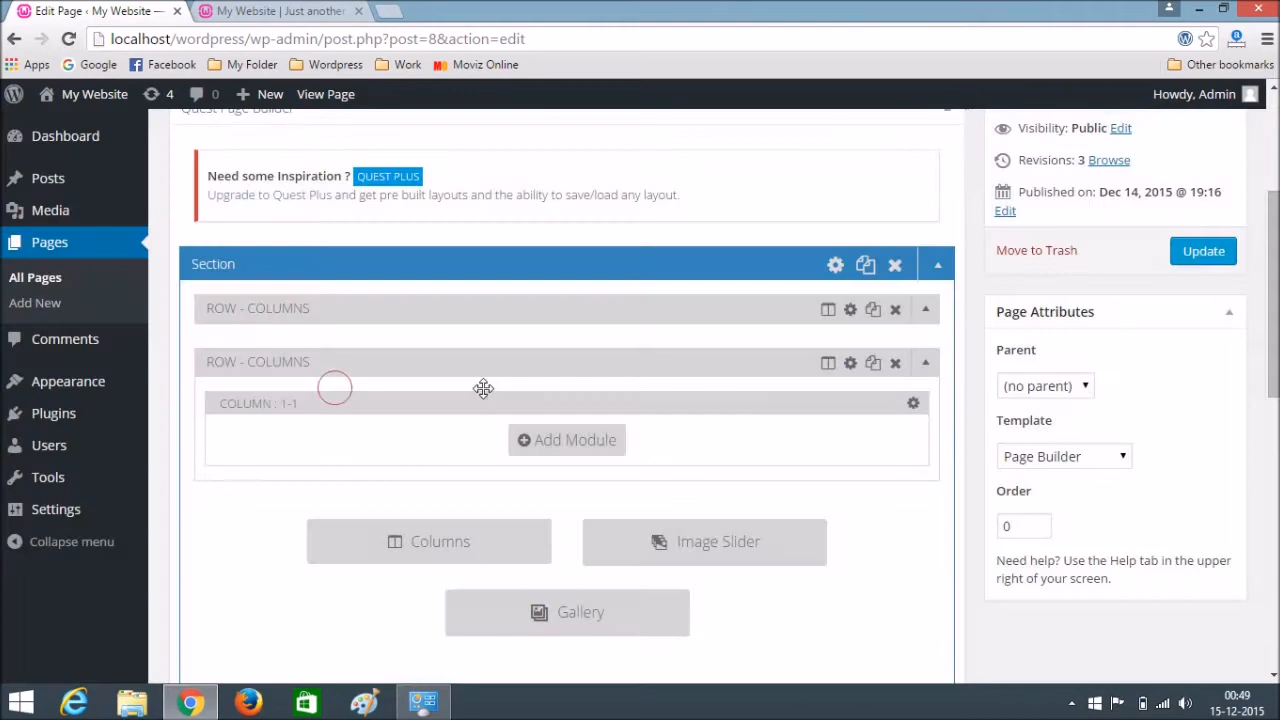 Edit Page ‹ My Website —
My Website | Just another
localhost/wordpress/wp-admin/post.php?post=8&action=edit
Apps Google Facebook My Folder Wordpress Work Moviz Online Other bookmarks
My Website 4 0 New View Page Howdy, Admin
Quest Page Builder
Dashboard
Posts
Media
Pages
All Pages
Add New
Comments
Appearance
Plugins
Users
Tools
Settings
Collapse menu
Need some Inspiration ? QUEST PLUS
Upgrade to Quest Plus and get pre built layouts and the ability to save/load any layout.
Section
ROW - COLUMNS
ROW - COLUMNS
COLUMN : 1-1
Add Module
Columns
Image Slider
Gallery
Visibility: Public Edit
Revisions: 3 Browse
Published on: Dec 14, 2015 @ 19:16
Edit
Move to Trash
Update
Page Attributes
Parent
(no parent)
Template
Page Builder
Order
0
Need help? Use the Help tab in the upper
right of your screen.
00:49
15-12-2015